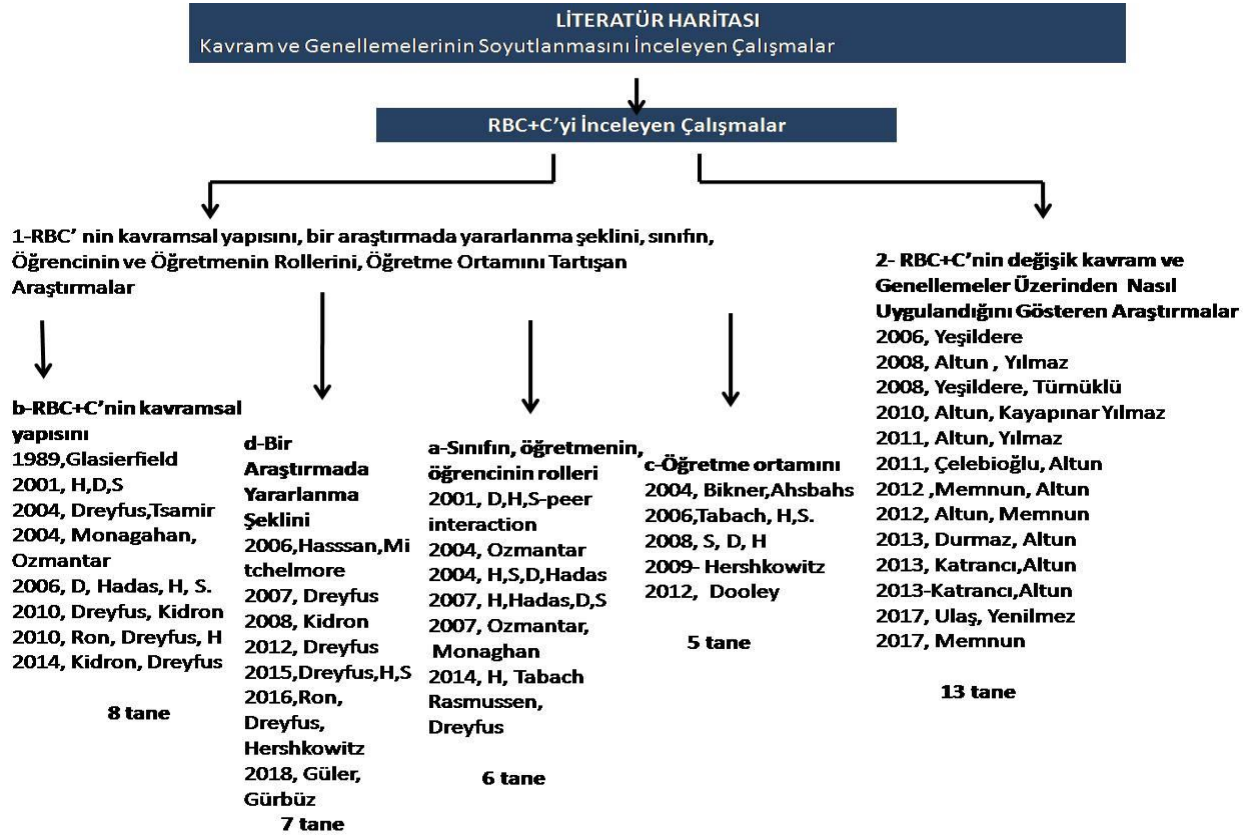 LİTERATÜR HARİTASI
Kavram ve Genellemelerinin Soyutlanmasını İnceleyen Çalışmalar
RBC+C'yi İnceleyen Çalışmalar
1-RBC' nin kavramsal yapısını, bir araştırmada yararlanma şeklini, sınıfın,
Öğrencinin ve Öğretmenin Rollerini, Öğretme Ortamını Tartışan
Araştırmalar
b-RBC+C'nin kavramsal
yapısını
1989,Glasierfield
2001, H,D,S
2004, Dreyfus,Tsamir
2004, Monagahan,
Ozmantar
2006, D, Hadas, H, S.
2010, Dreyfus, Kidron
2010, Ron, Dreyfus, H
2014, Kidron, Dreyfus
8 tane
d-Bir
Araştırmada
Yararlanma
Şeklini
2006,Hasssan,Mi
tchelmore
2007, Dreyfus
2008, Kidron
2012, Dreyfus
2015,Dreyfus,H,S
2016,Ron,
Dreyfus,
Hershkowitz
2018, Güler,
Gürbüz
7 tane
a-Sınıfın, öğretmenin,
öğrencinin rolleri
2001, D,H,S-peer
interaction
2004, Ozmantar
2004, H,S,D,Hadas
2007, H,Hadas,D,S
2007, Ozmantar,
Monaghan
2014, H, Tabach
Rasmussen,
Dreyfus
6 tane
c-Öğretme ortamını
2004, Bikner,Ahsbahs
2006,Tabach, H,S.
2008, S, D, H
2009- Hershkowitz
2012, Dooley
5 tane
2- RBC+C'nin değişik kavram ve
Genellemeler Üzerinden Nasıl
Uygulandığını Gösteren Araştırmalar
2006, Yeşildere
2008, Altun , Yılmaz
2008, Yeşildere, Türnüklü
2010, Altun, Kayapınar Yılmaz
2011, Altun, Yılmaz
2011, Çelebioğlu, Altun
2012 ,Memnun, Altun
2012, Altun, Memnun
2013, Durmaz, Altun
2013, Katrancı,Altun
2013-Katrancı,Altun
2017, Ulaş, Yenilmez
2017, Memnun
13 tane